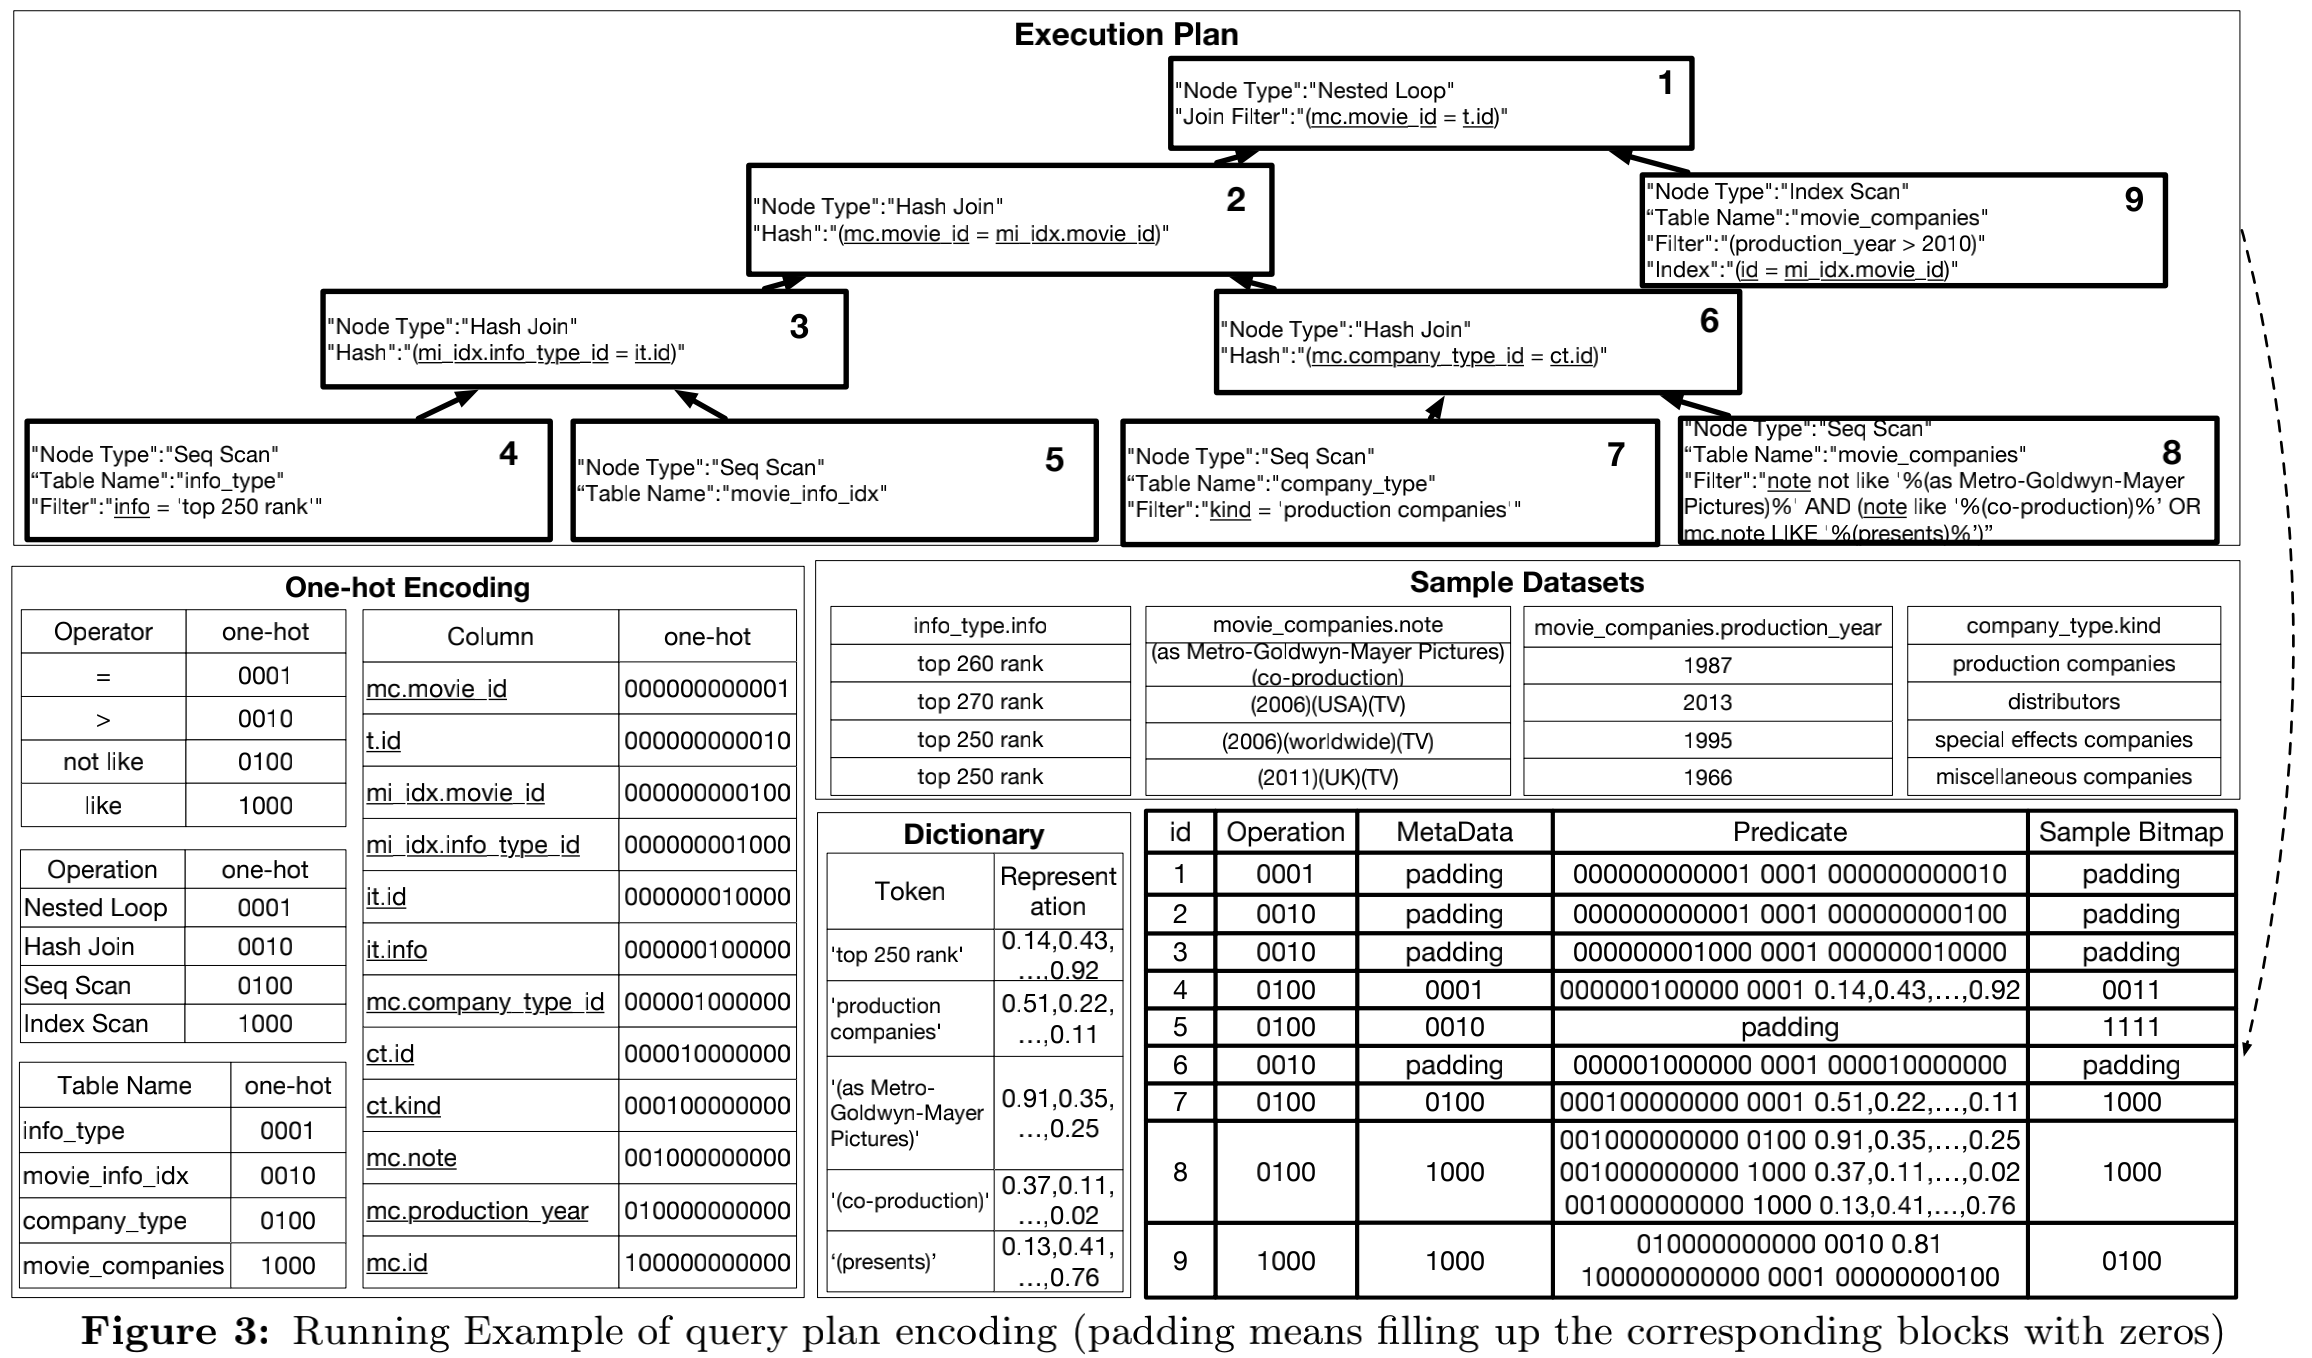 Execution Plan
1
"Node Type":"Nested Loop"
"Join Filter":"(mc.movie_id = t.id)"
2
"Node Type":"Hash Join"
"Hash":"(mc.movie_id = mi_idx.movie_id)"
9
"Node Type":"Index Scan"
“Table Name":"movie_companies"
"Filter":"(production_year > 2010)"
"Index":"(id = mi_idx.movie_id)"
3
"Node Type":"Hash Join"
"Hash":"(mi_idx.info_type_id = it.id)"
6
"Node Type":"Hash Join"
"Hash":"(mc.company_type_id = ct.id)"
4
"Node Type":"Seq Scan"
“Table Name":"info_type"
"Filter":"info = 'top 250 rank'"
5
"Node Type":"Seq Scan"
“Table Name":"movie_info_idx"
7
"Node Type":"Seq Scan"
“Table Name":"company_type"
"Filter":"kind = 'production companies'"
8
"Node Type":"Seq Scan"
“Table Name":"movie_companies"
"Filter":"note not like '%(as Metro-Goldwyn-Mayer
Pictures)%' AND (note like '%(co-production)%’ OR
mc.note LIKE '%(presents)%’)”
One-hot Encoding
Operator one-hot
= 0001
> 0010
not like 0100
like 1000
Operation one-hot
Nested Loop 0001
Hash Join 0010
Seq Scan 0100
Index Scan 1000
Table Name one-hot
info_type 0001
movie_info_idx 0010
company_type 0100
movie_companies 1000
Column one-hot
mc.movie_id 000000000001
t.id 000000000010
mi_idx.movie_id 000000000100
mi_idx.info_type_id 000000001000
it.id 000000010000
it.info 000000100000
mc.company_type_id 000001000000
ct.id 000010000000
ct.kind 000100000000
mc.note 001000000000
mc.production_year 010000000000
mc.id 100000000000
Sample Datasets
info_type.info
top 260 rank
top 270 rank
top 250 rank
top 250 rank
movie_companies.note
(as Metro-Goldwyn-Mayer Pictures)
(co-production)
(2006)(USA)(TV)
(2006)(worldwide)(TV)
(2011)(UK)(TV)
movie_companies.production_year
1987
2013
1995
1966
company_type.kind
production companies
distributors
special effects companies
miscellaneous companies
Dictionary
Token Represent
ation
'top 250 rank' 0.14,0.43,
…,0.92
'production
companies' 0.51,0.22,
…,0.11
'(as Metro-
Goldwyn-Mayer
Pictures)' 0.91,0.35,
…,0.25
'(co-production)' 0.37,0.11,
…,0.02
‘(presents)’ 0.13,0.41,
…,0.76
id Operation MetaData Predicate Sample Bitmap
1 0001 padding 000000000001 0001 000000000010 padding
2 0010 padding 000000000001 0001 000000000100 padding
3 0010 padding 000000001000 0001 000000010000 padding
4 0100 0001 000000100000 0001 0.14,0.43,…,0.92 0011
5 0100 0010 padding 1111
6 0010 padding 000001000000 0001 000010000000 padding
7 0100 0100 000100000000 0001 0.51,0.22,…,0.11 1000
8 0100 1000 001000000000 0100 0.91,0.35,…,0.25
001000000000 1000 0.37,0.11,…,0.02
001000000000 1000 0.13,0.41,…,0.76 1000
9 1000 1000 010000000000 0010 0.81
100000000000 0001 00000000100 0100
Figure 3: Running Example of query plan encoding (padding means filling up the corresponding blocks with zeros)